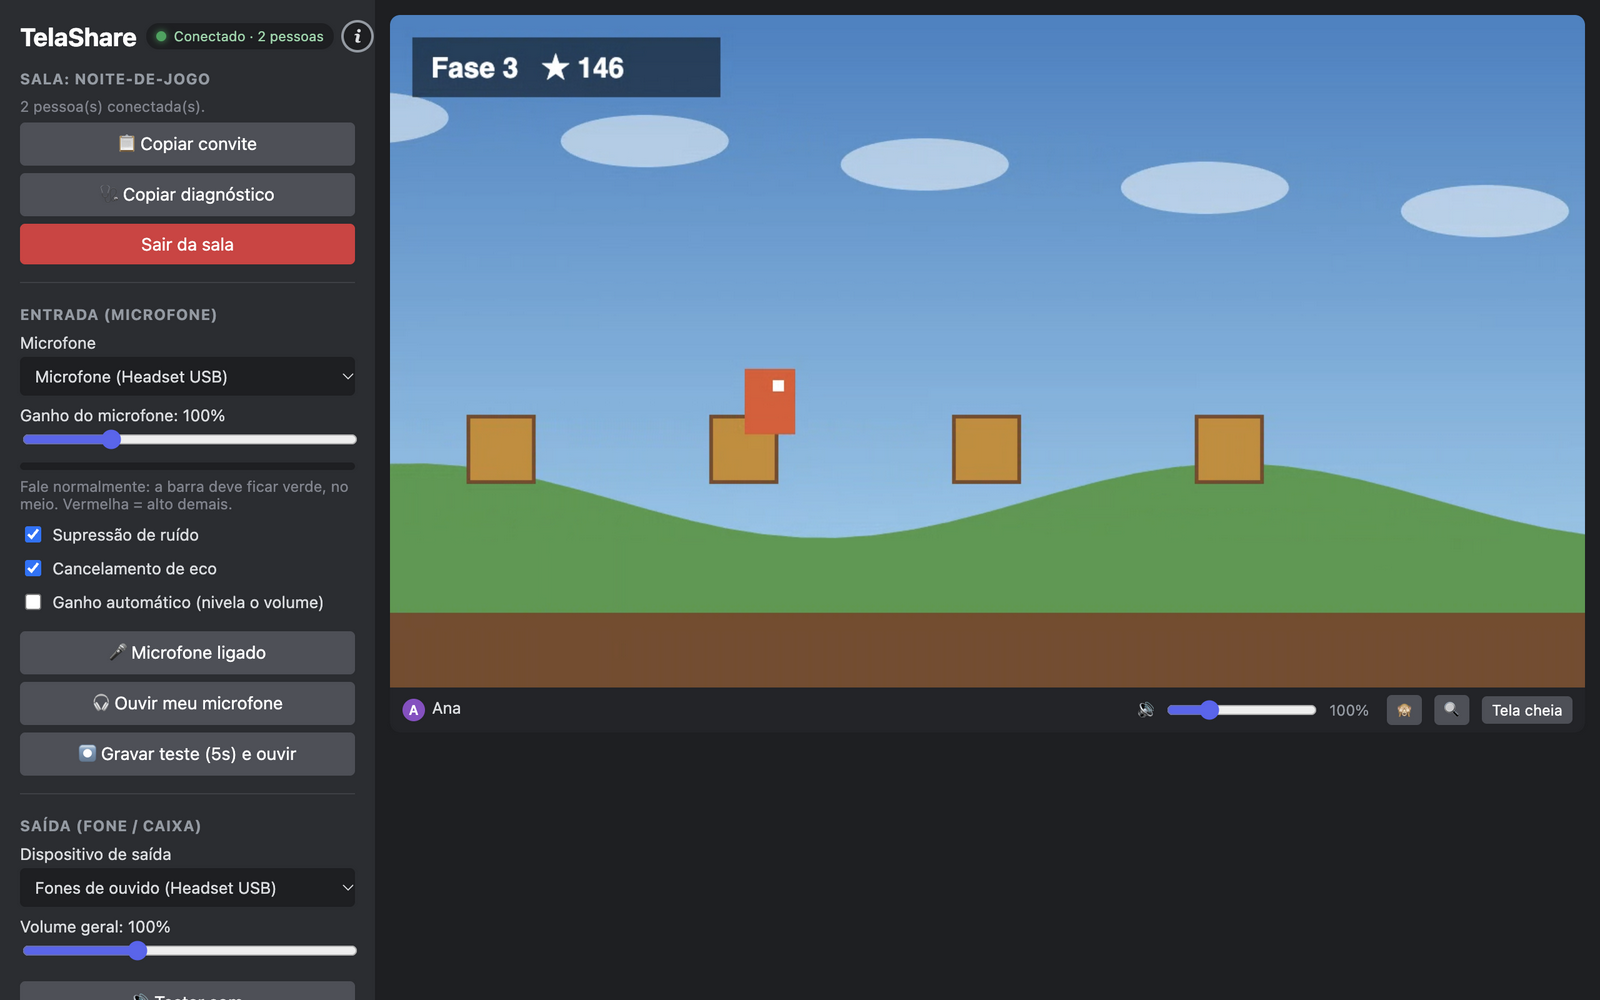 TelaShare
Conectado · 2 pessoas
i
SALA: NOITE-DE-JOGO
2 pessoa(s) conectada(s).
Copiar convite
Copiar diagnóstico
Sair da sala
ENTRADA (MICROFONE)
Microfone
Microfone (Headset USB)
Ganho do microfone: 100%
Fale normalmente: a barra deve ficar verde, no
meio. Vermelha = alto demais.
Supressão de ruído
Cancelamento de eco
Ganho automático (nivela o volume)
Microfone ligado
Ouvir meu microfone
Gravar teste (5s) e ouvir
SAÍDA (FONE / CAIXA)
Dispositivo de saída
Fones de ouvido (Headset USB)
Volume geral: 100%
Fase 3 ★ 146
A Ana
100%
Tela cheia